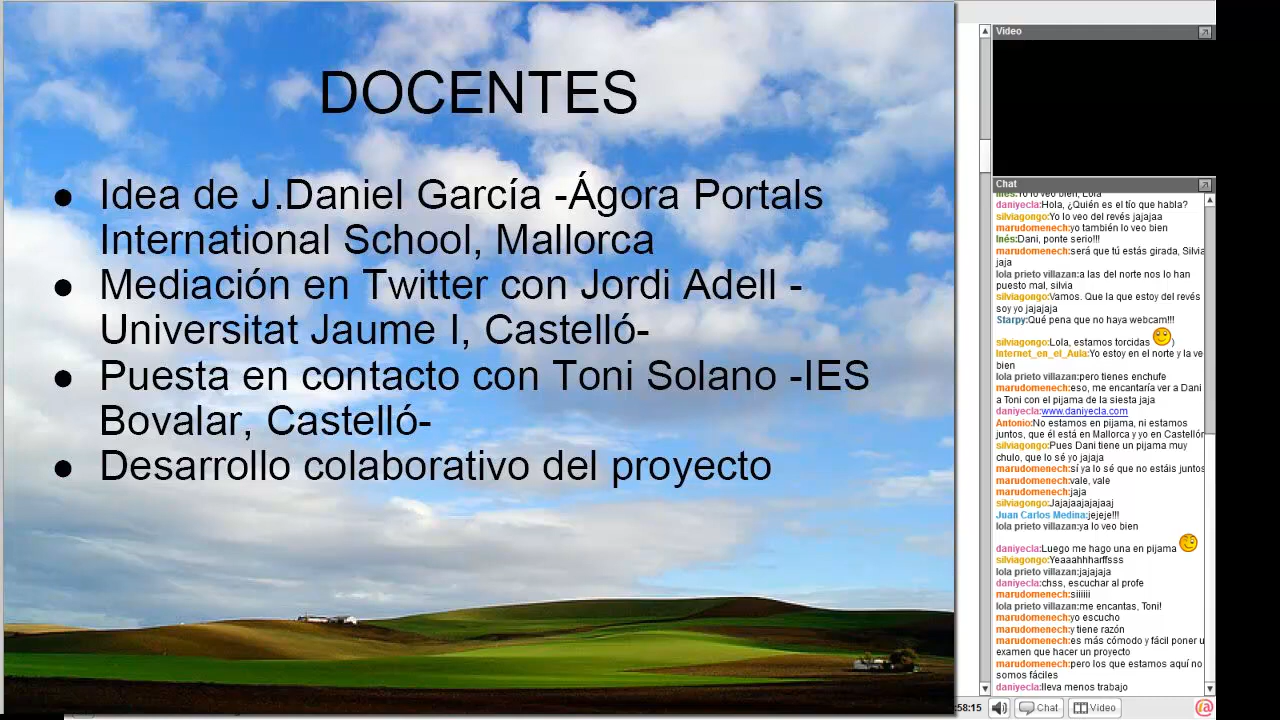 DOCENTES
● Idea de J.Daniel García -Ágora Portals
International School, Mallorca
● Mediación en Twitter con Jordi Adell -
Universitat Jaume I, Castelló-
● Puesta en contacto con Toni Solano -IES
Bovalar, Castelló-
● Desarrollo colaborativo del proyecto
Video
Chat
Inés:Yo lo veo bien, Lola
daniyecla:Hola, ¿Quién es el tío que habla?
silviagongo:Yo lo veo del revés jajajaa
marudomenech:yo también lo veo bien
Inés:Dani, ponte serio!!!
marudomenech:será que tú estás girada, Silvia
jaja
lola prieto villazan:a las del norte nos lo han
puesto mal, silvia
silviagongo:Vamos. Que la que estoy del revés
soy yo jajajaja
Starpy:Qué pena que no haya webcam!!!
silviagongo:Lola, estamos torcidas )
Internet_en_el_Aula:Yo estoy en el norte y la veo
bien
lola prieto villazan:pero tienes enchufe
marudomenech:eso, me encantaría ver a Dani
a Toni con el pijama de la siesta jaja
daniyecla:www.daniyecla.com
Antonio:No estamos en pijama, ni estamos
juntos, que él está en Mallorca y yo en Castellón
silviagongo:Pues Dani tiene un pijama muy
chulo, que lo sé yo jajaja
marudomenech:sí ya lo sé que no estáis juntos
marudomenech:vale, vale
marudomenech:jaja
silviagongo:Jajajaajajajaaj
Juan Carlos Medina:jejeje!!!
lola prieto villazan:ya lo veo bien
daniyecla:Luego me hago una en pijama
silviagongo:Yeaaahhharffsss
lola prieto villazan:jajajaja
daniyecla:chss, escuchar al profe
marudomenech:siiiiii
lola prieto villazan:me encantas, Toni!
marudomenech:yo escucho
marudomenech:y tiene razón
marudomenech:es más cómodo y fácil poner u
examen que hacer un proyecto
marudomenech:pero los que estamos aquí no
somos fáciles
daniyecla:lleva menos trabajo
:58:15
Chat
Video